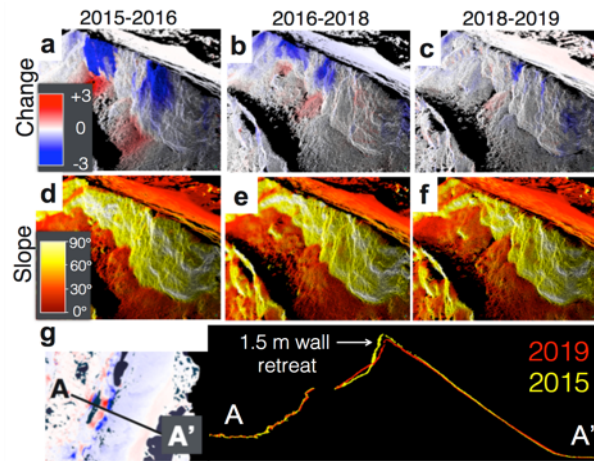 2015-2016 2016-2018 2018-2019
a b c
Change
+3
0
-3
d e f
Slope
90°
60°
30°
0°
g
1.5 m wall
retreat
2019
2015
A
A'
A
A'